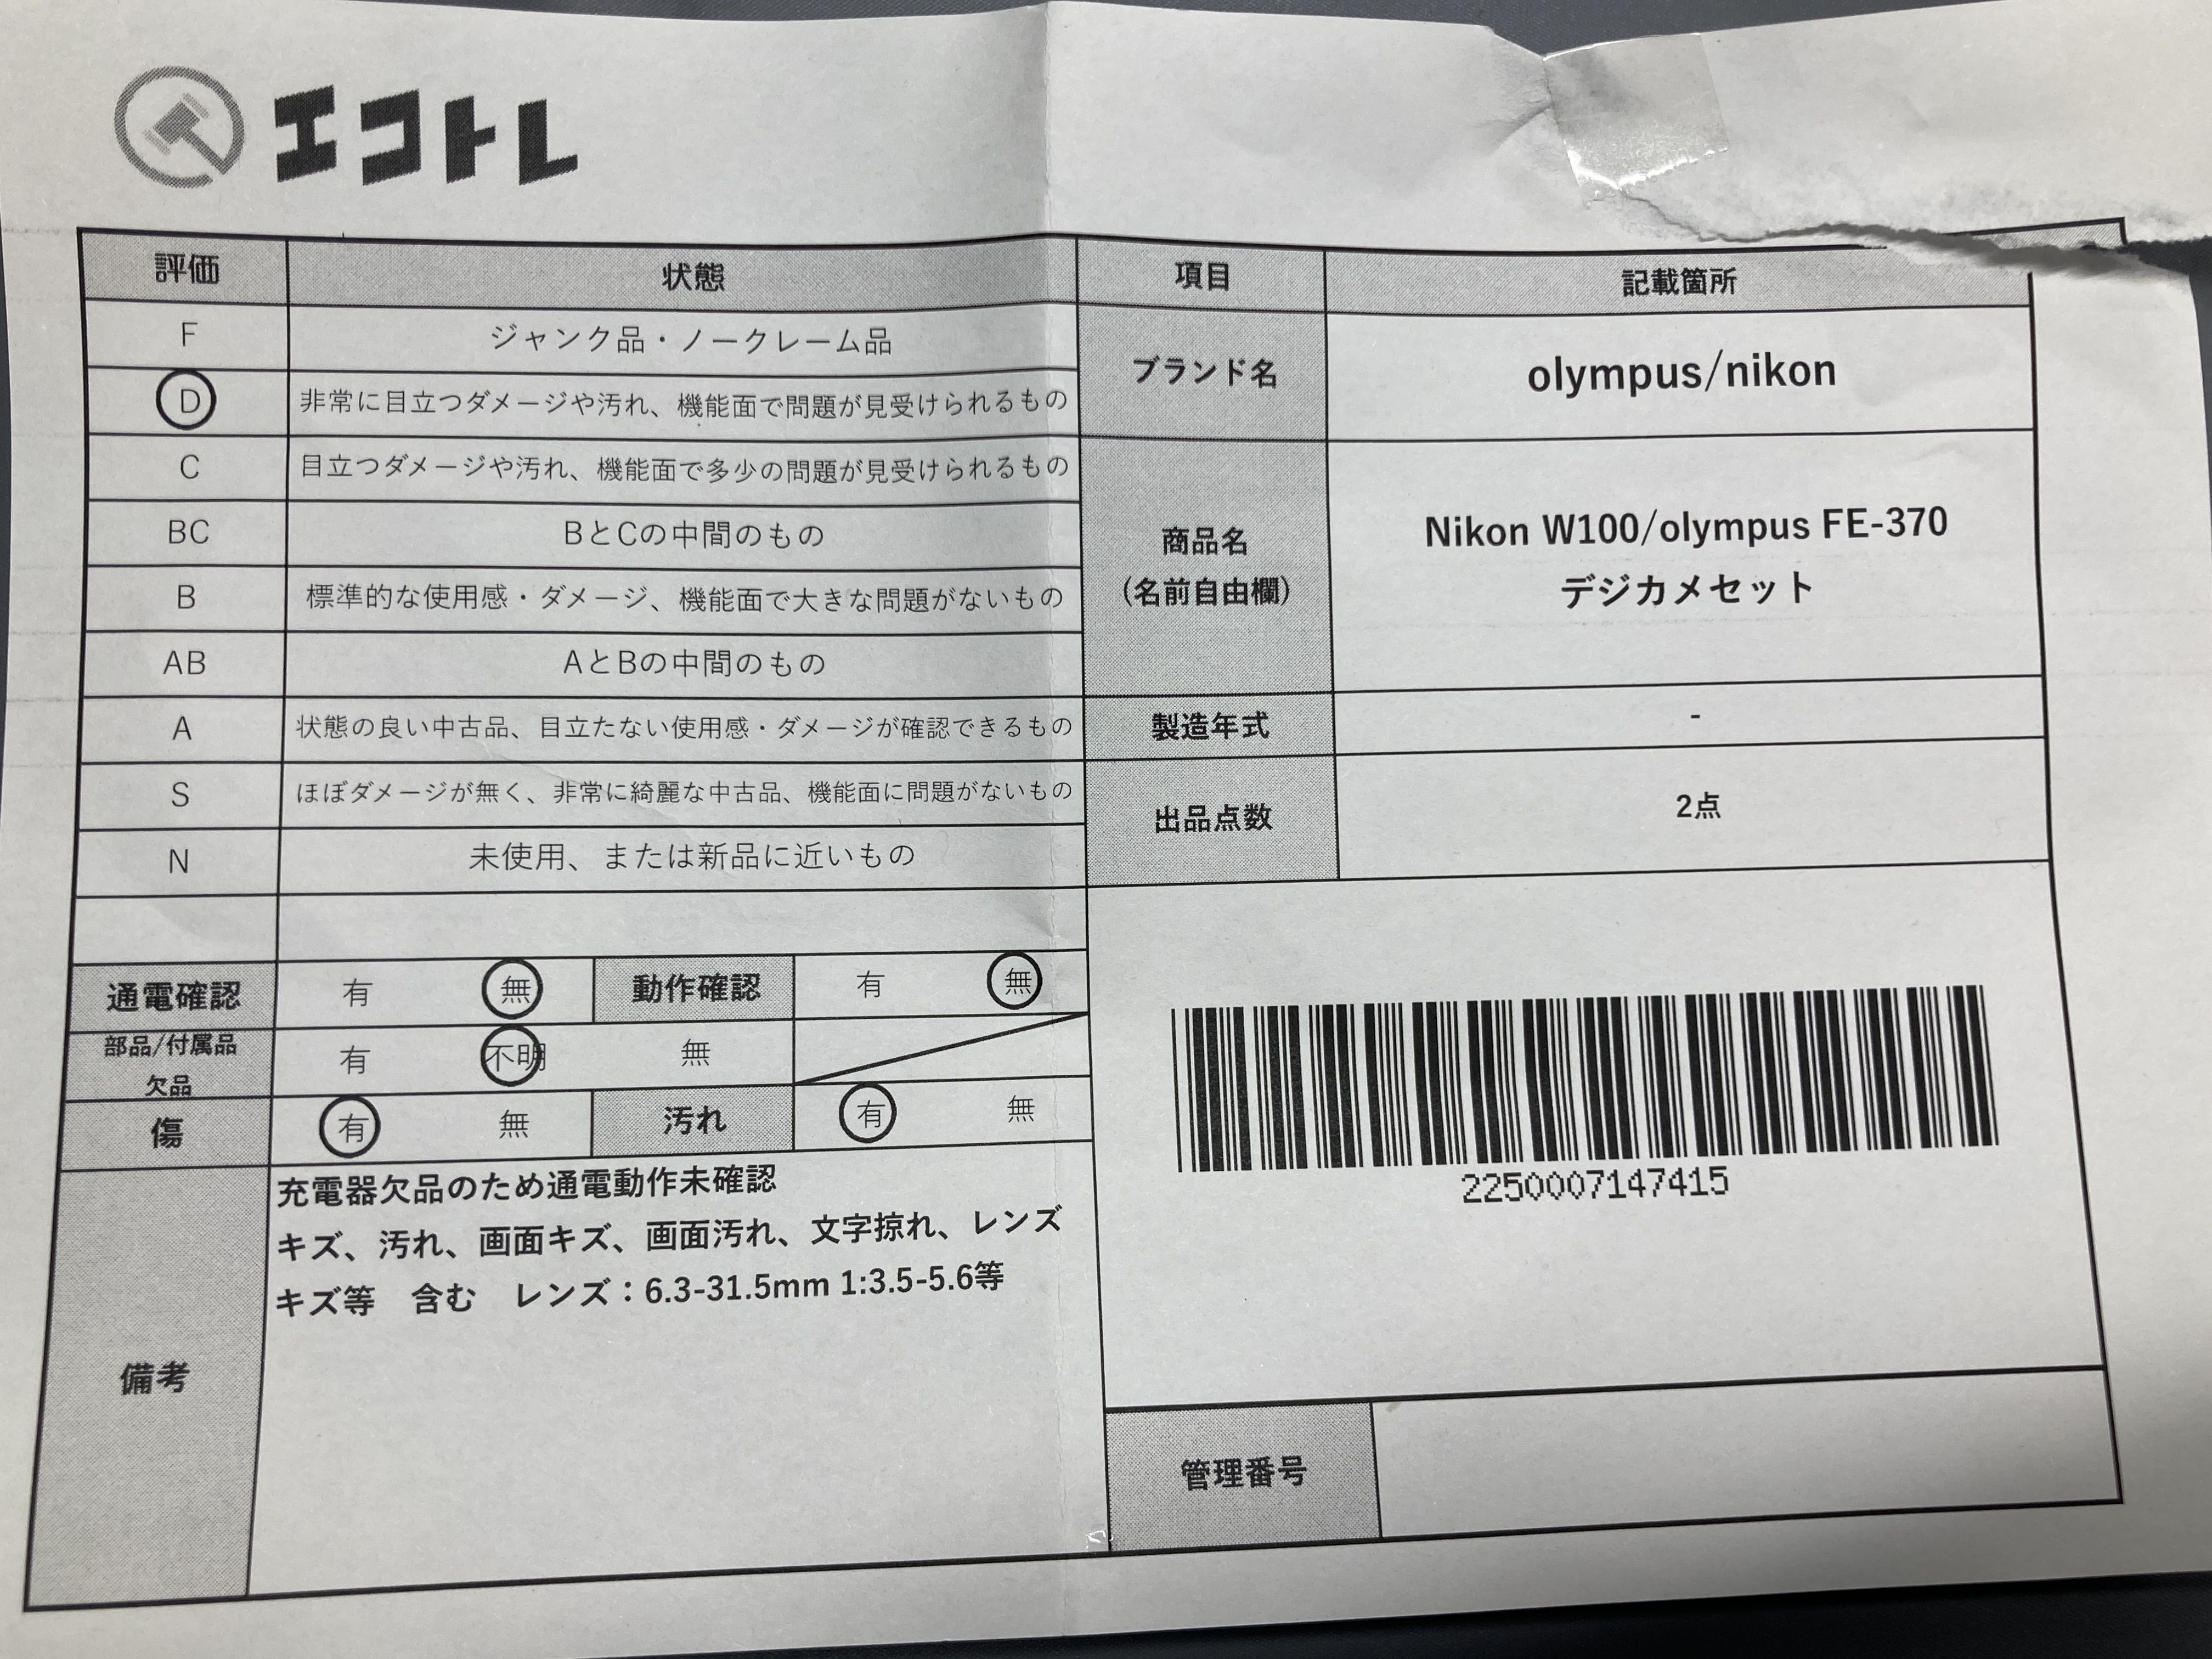 エコトレ
評価 状態
F ジャンク品・ノークレーム品
D 非常に目立つダメージや汚れ、機能面で問題が見受けられるもの
C 目立つダメージや汚れ、機能面で多少の問題が見受けられるもの
BC BとCの中間のもの
B 標準的な使用感・ダメージ、機能面で大きな問題がないもの
AB AとBの中間のもの
A 状態の良い中古品、目立たない使用感・ダメージが確認できるもの
S ほぼダメージが無く、非常に綺麗な中古品、機能面に問題がないもの
N 未使用、または新品に近いもの
通電確認 有 無 動作確認 有 無
部品/付属品
欠品 有 不明 無
傷 有 無 汚れ 有 無
備考
充電器欠品のため通電動作未確認
キズ、汚れ、画面キズ、画面汚れ、文字掠れ、レンズ
キズ等 含む レンズ：6.3-31.5mm 1:3.5-5.6等
項目 記載箇所
ブランド名 olympus/nikon
商品名
(名前自由欄)
Nikon W100/olympus FE-370
デジカメセット
製造年式 -
出品点数 2点
2250007147415
管理番号